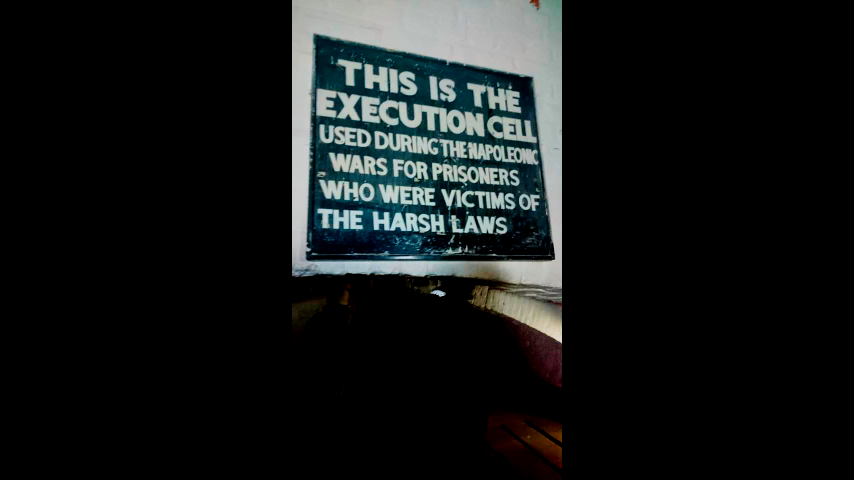 THIS IS THE
EXECUTION CELL
USED DURING THE NAPOLEONIC
WARS FOR PRISONERS
WHO WERE VICTIMS OF
THE HARSH LAWS